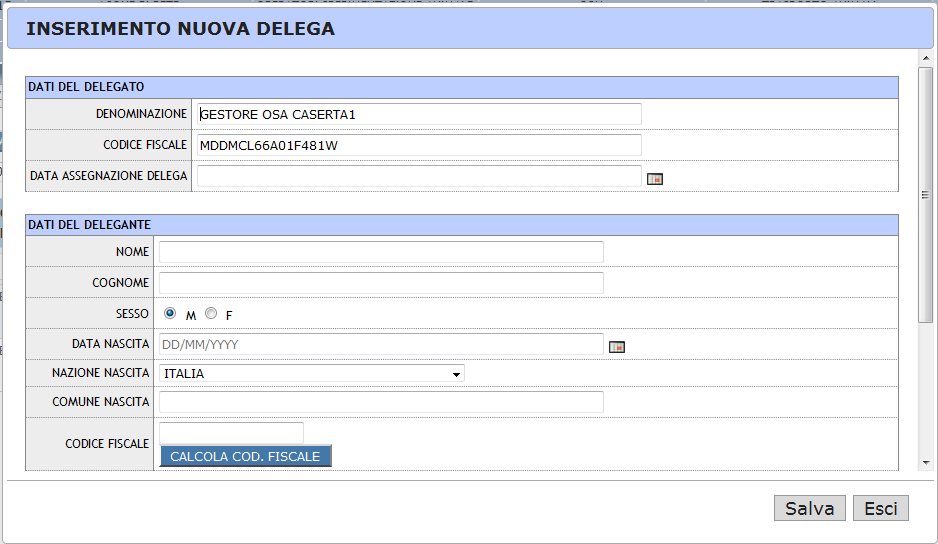 INSERIMENTO NUOVA DELEGA
DATI DEL DELEGATO
DENOMINAZIONE GESTORE OSA CASERTA1
CODICE FISCALE MDDMCL66A01F481W
DATA ASSEGNAZIONE DELEGA
DATI DEL DELEGANTE
NOME
COGNOME
SESSO M F
DATA NASCITA DD/MM/YYYY
NAZIONE NASCITA ITALIA
COMUNE NASCITA
CODICE FISCALE
CALCOLA COD. FISCALE
Salva Esci